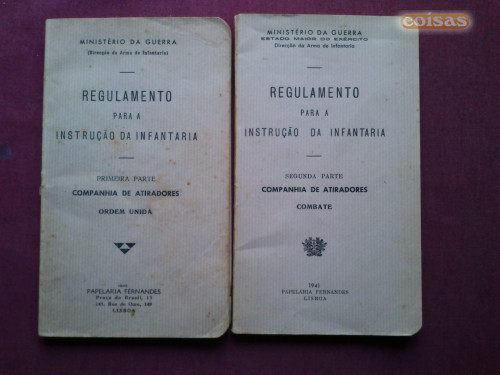 coisas
MINISTÉRIO DA GUERRA
(Direcção da Arma de Infantaria)
REGULAMENTO
PARA A
INSTRUÇÃO DA INFANTARIA
PRIMEIRA PARTE
COMPANHIA DE ATIRADORES
ORDEM UNIDA
PAPELARIA FERNANDES
LISBOA
MINISTÉRIO DA GUERRA
ESTADO MAIOR DO EXÉRCITO
Direcção da Arma de Infantaria
REGULAMENTO
PARA A
INSTRUÇÃO DA INFANTARIA
SEGUNDA PARTE
COMPANHIA DE ATIRADORES
COMBATE
1941
PAPELARIA FERNANDES
LISBOA